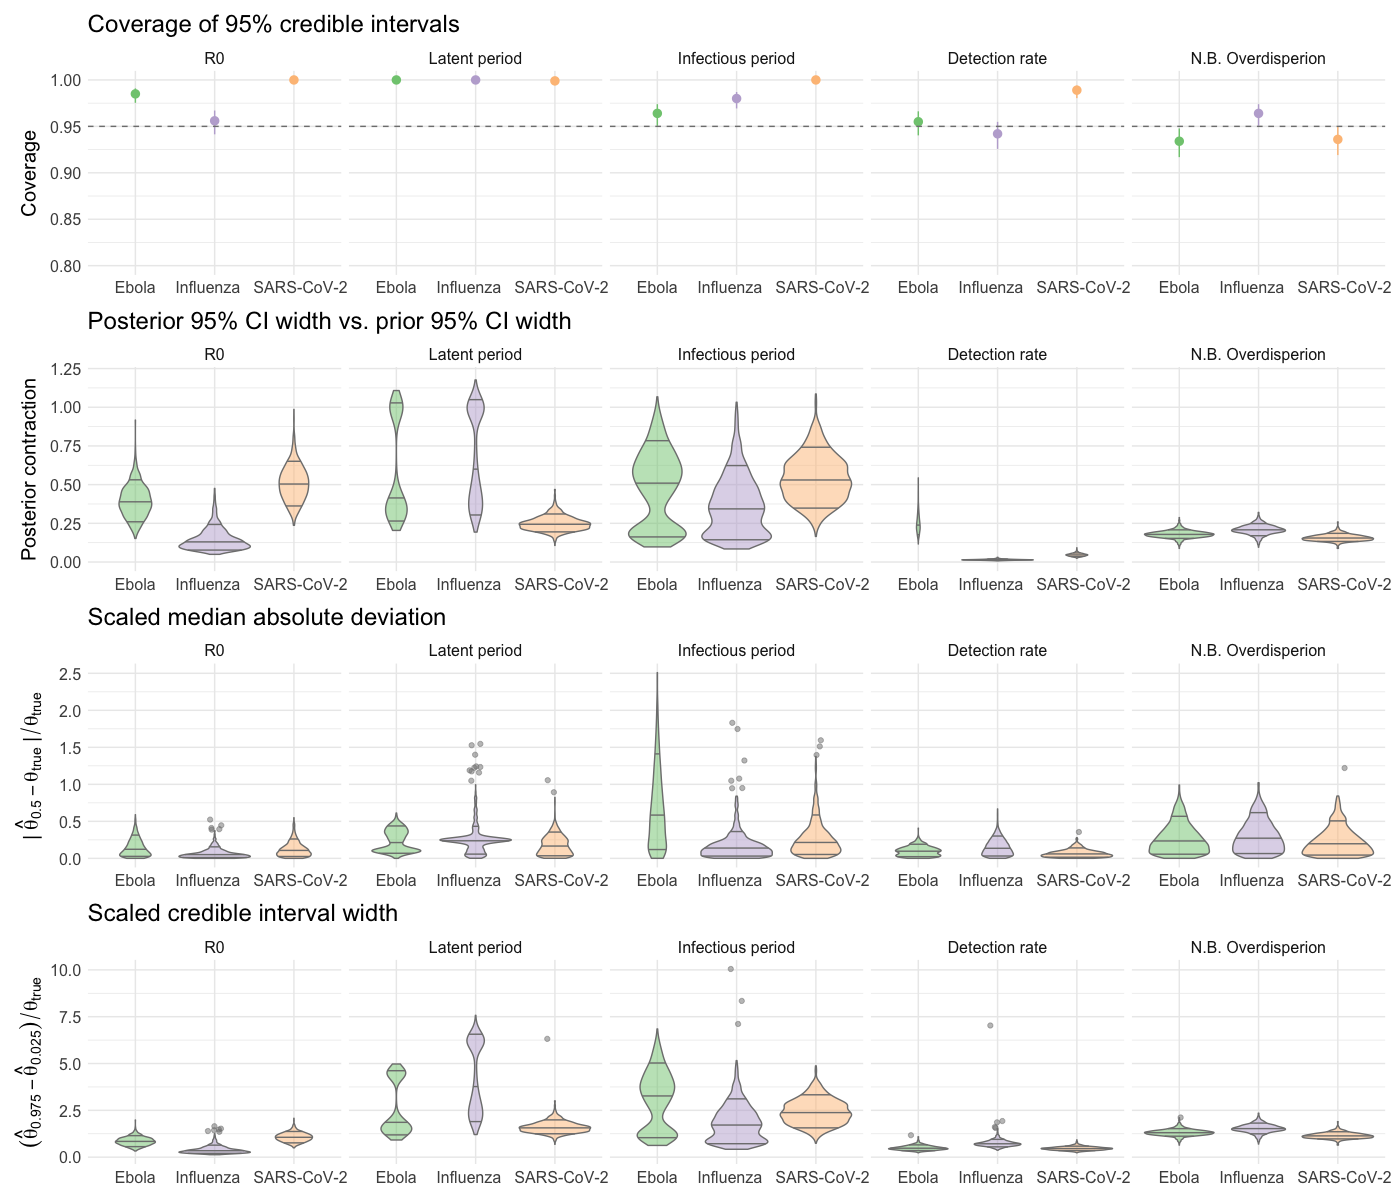 Coverage of 95% credible intervals
R0 Latent period Infectious period Detection rate N.B. Overdisperion
Coverage
1.00
0.95
0.90
0.85
0.80
Ebola Influenza SARS-CoV-2 Ebola Influenza SARS-CoV-2 Ebola Influenza SARS-CoV-2 Ebola Influenza SARS-CoV-2 Ebola Influenza SARS-CoV-2
Posterior 95% CI width vs. prior 95% CI width
R0 Latent period Infectious period Detection rate N.B. Overdisperion
Posterior contraction
1.25
1.00
0.75
0.50
0.25
0.00
Ebola Influenza SARS-CoV-2 Ebola Influenza SARS-CoV-2 Ebola Influenza SARS-CoV-2 Ebola Influenza SARS-CoV-2 Ebola Influenza SARS-CoV-2
Scaled median absolute deviation
R0 Latent period Infectious period Detection rate N.B. Overdisperion
| θ̂0.5 − θtrue | / θtrue
2.5
2.0
1.5
1.0
0.5
0.0
Ebola Influenza SARS-CoV-2 Ebola Influenza SARS-CoV-2 Ebola Influenza SARS-CoV-2 Ebola Influenza SARS-CoV-2 Ebola Influenza SARS-CoV-2
Scaled credible interval width
R0 Latent period Infectious period Detection rate N.B. Overdisperion
(θ̂0.975 − θ̂0.025) / θtrue
10.0
7.5
5.0
2.5
0.0
Ebola Influenza SARS-CoV-2 Ebola Influenza SARS-CoV-2 Ebola Influenza SARS-CoV-2 Ebola Influenza SARS-CoV-2 Ebola Influenza SARS-CoV-2